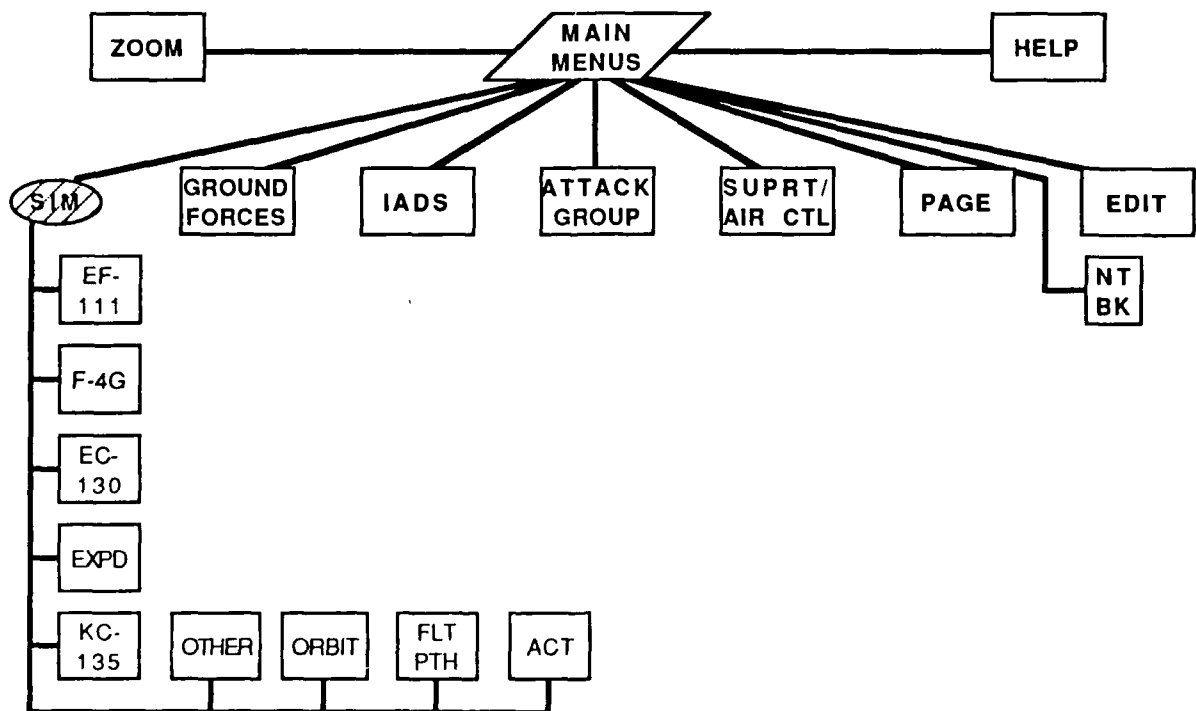 ZOOM
MAIN
MENUS
HELP
SIM
GROUND
FORCES
IADS
ATTACK
GROUP
SUPRT/
AIR CTL
PAGE
EDIT
NT
BK
EF-
111
F-4G
EC-
130
EXPD
KC-
135
OTHER
ORBIT
FLT
PTH
ACT